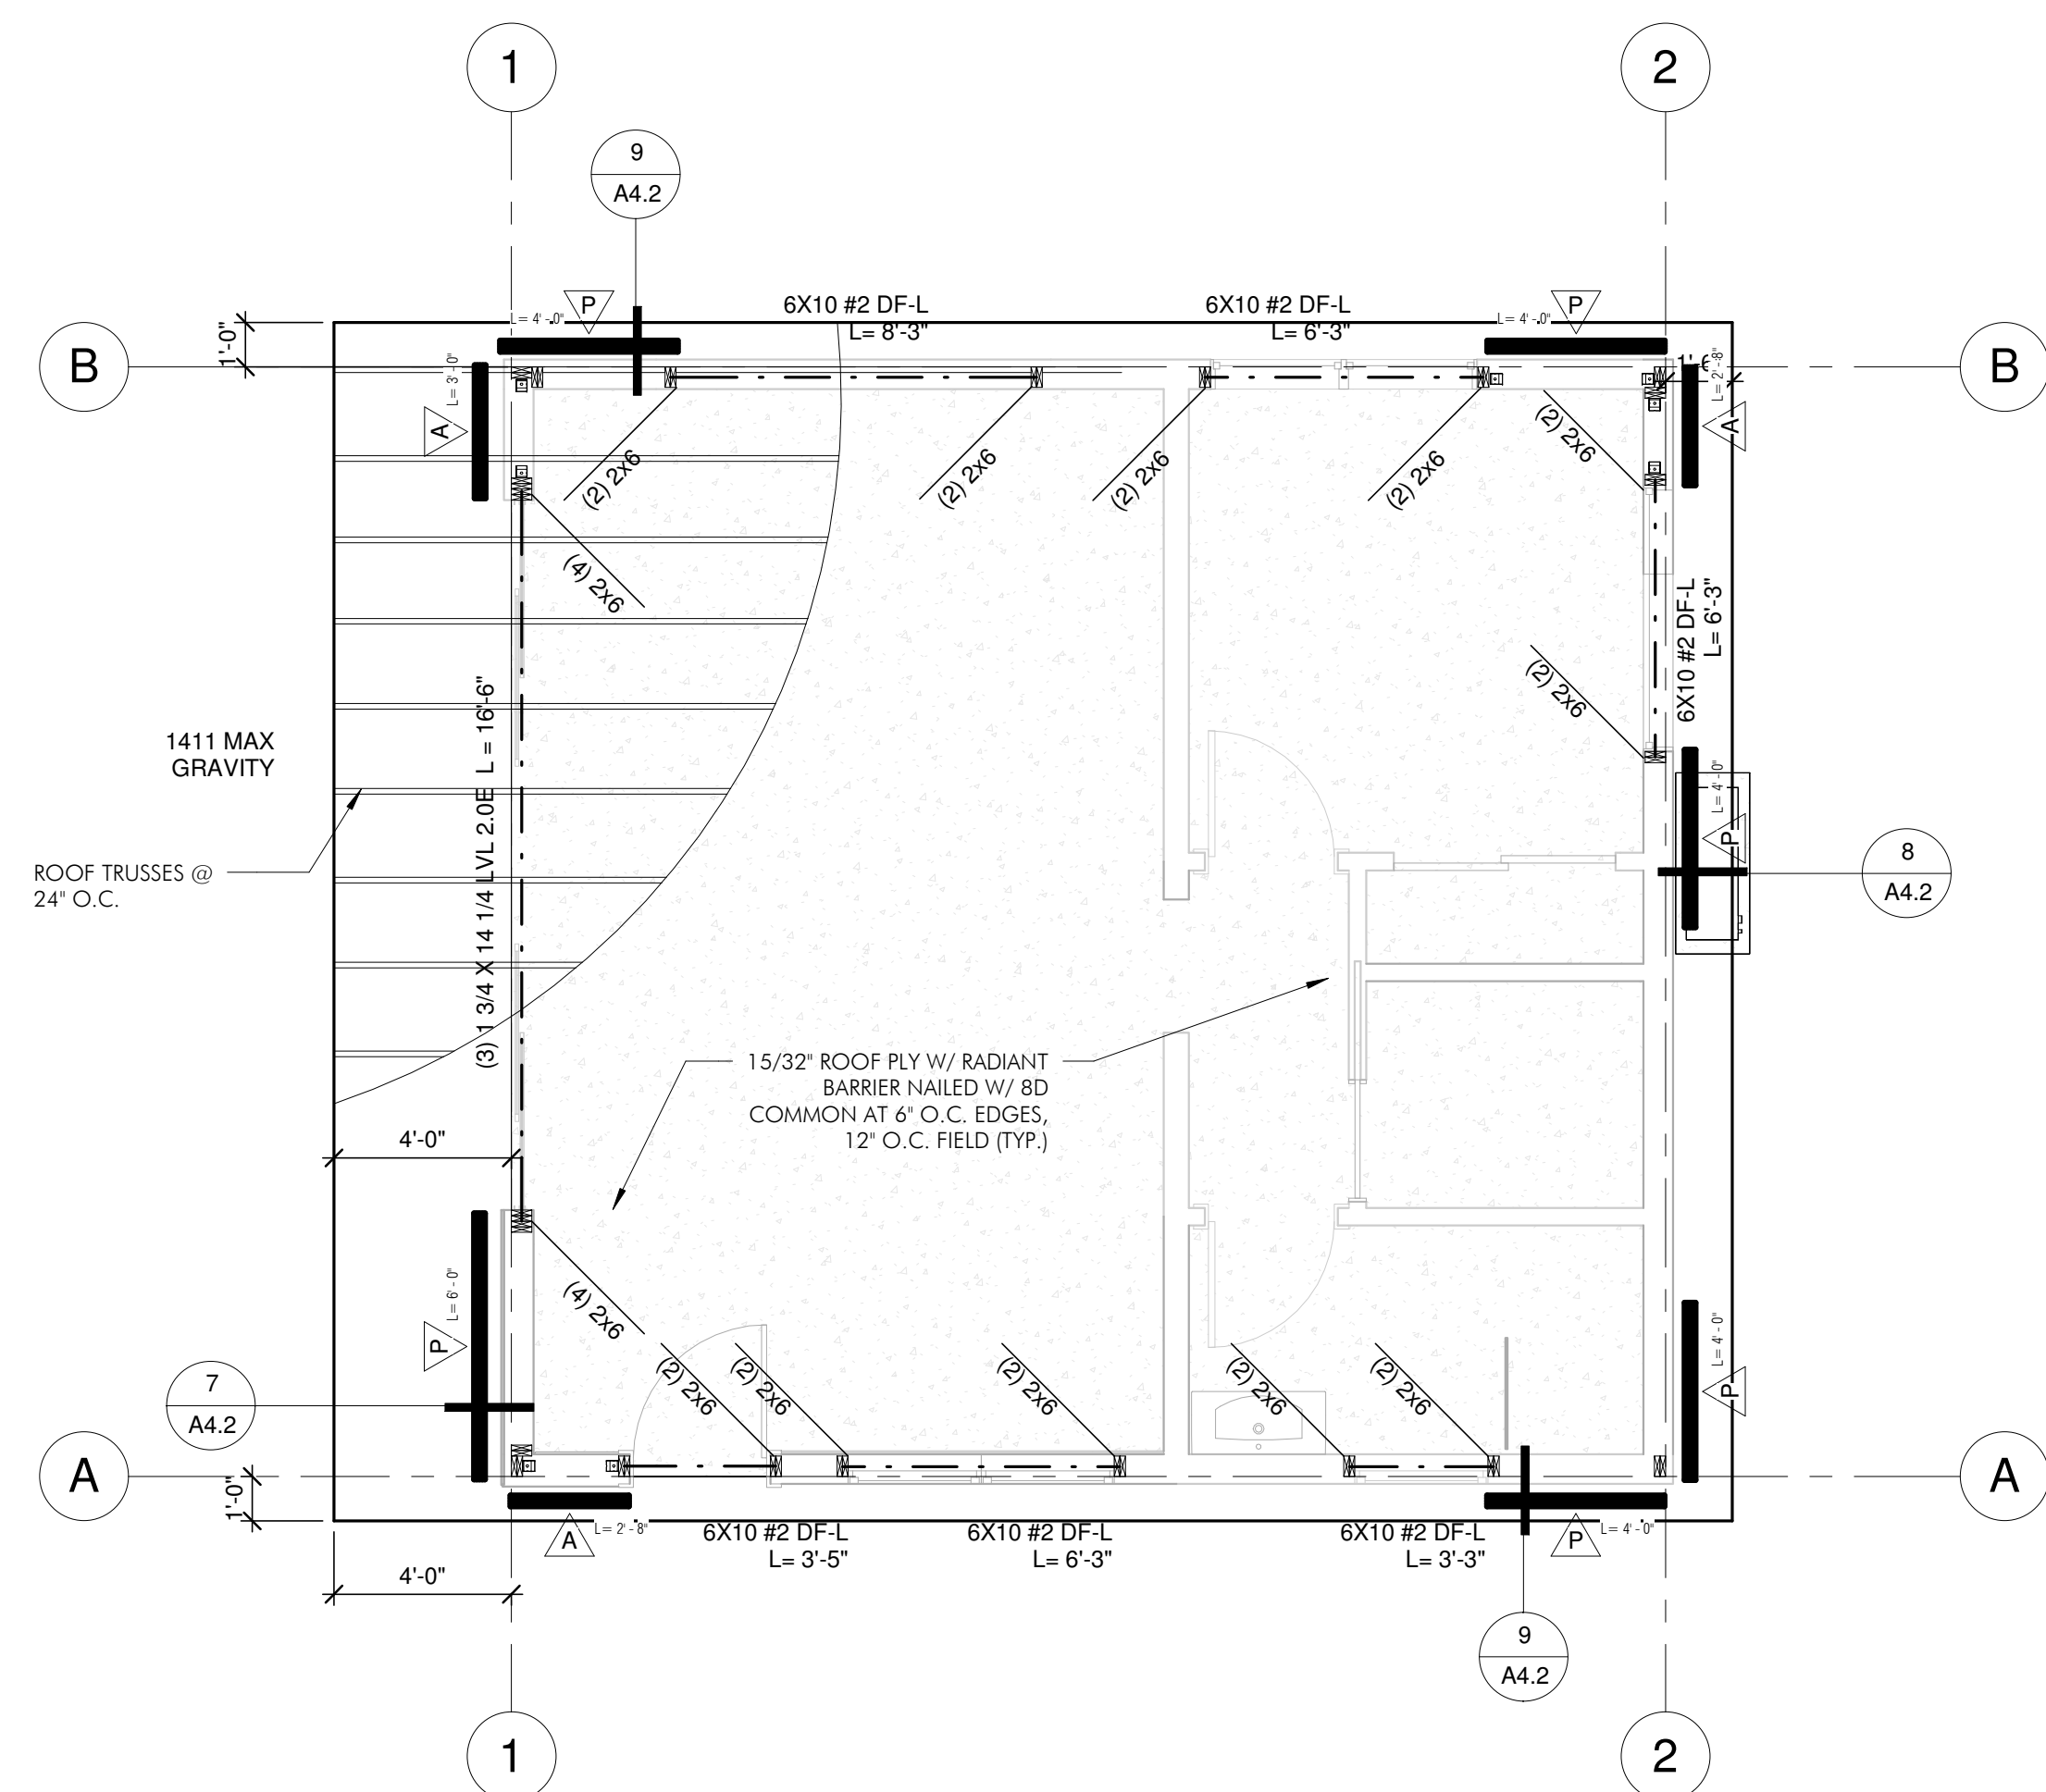 1
2
9
A4.2
P
6X10 #2 DF-L
L= 8'-3"
6X10 #2 DF-L
L= 6'-3"
P
L= 4' - 0"
L= 4' - 0"
1'-0"
B
B
L= 3' - 0"
A
L= 2' - 8"
A
(2) 2x6
(2) 2x6
(2) 2x6
(2) 2x6
(2) 2x6
(4) 2x6
(2) 2x6
6X10 #2 DF-L
L= 6'-3"
1411 MAX
GRAVITY
(3) 1 3/4 X 14 1/4 LVL 2.0E L = 16'-6"
ROOF TRUSSES @
24" O.C.
L= 4' - 0"
P
8
A4.2
15/32" ROOF PLY W/ RADIANT
BARRIER NAILED W/ 8D
COMMON AT 6" O.C. EDGES,
12" O.C. FIELD (TYP.)
4'-0"
L= 6' - 0"
P
(4) 2x6
(2) 2x6
(2) 2x6
(2) 2x6
(2) 2x6
(2) 2x6
L= 4' - 0"
P
7
A4.2
A
A
1'-0"
A
L= 2' - 8"
6X10 #2 DF-L
L= 3'-5"
6X10 #2 DF-L
L= 6'-3"
6X10 #2 DF-L
L= 3'-3"
P
L= 4' - 0"
4'-0"
9
A4.2
1
2